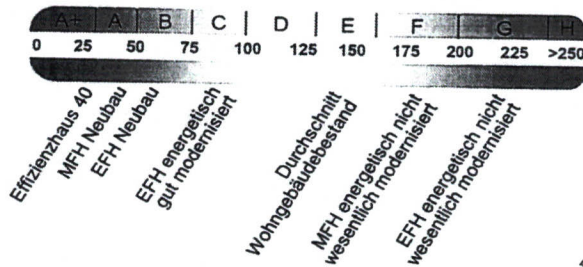 A+ A B C D E F G H
0 25 50 75 100 125 150 175 200 225 >250
Effizienzhaus 40
MFH Neubau
EFH Neubau
EFH energetisch
gut modernisiert
Durchschnitt
Wohngebäudebestand
MFH energetisch nicht
wesentlich modernisiert
EFH energetisch nicht
wesentlich modernisiert